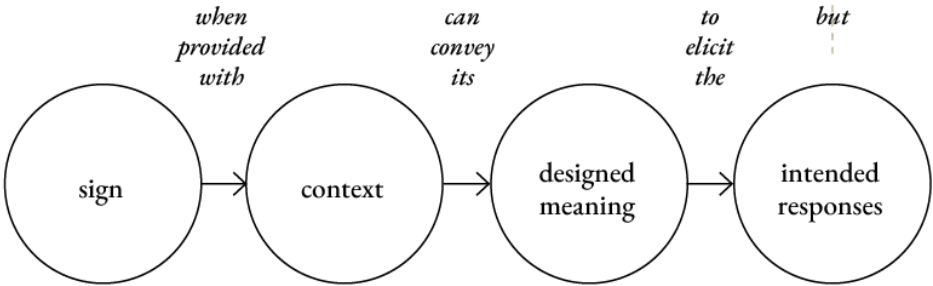 sign
when
provided
with
context
can
convey
its
designed
meaning
to
elicit
the
intended
responses
but